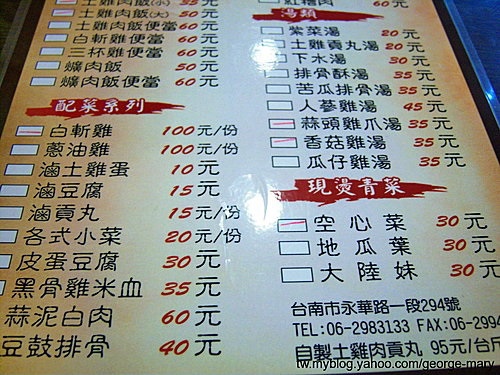 土雞肉飯(小) 35元
土雞肉飯(大) 50元
土雞肉飯便當 60元
白斬雞便當 60元
三杯雞便當 60元
爌肉飯 50元
爌肉飯便當 60元
配菜系列
白斬雞 100元/份
蔥油雞 100元/份
滷土雞蛋 10元
滷豆腐 15元
滷貢丸 15元/份
各式小菜 20元/份
皮蛋豆腐 30元
黑骨雞米血 35元
蒜泥白肉 60元
豆鼓排骨 40元
紅糟肉 60元
湯類
紫菜湯 20元
土雞貢丸湯 20元
下水湯 30元
排骨酥湯 35元
苦瓜排骨湯 35元
人蔘雞湯 45元
蒜頭雞爪湯 35元
香菇雞湯 35元
瓜仔雞湯 35元
現燙青菜
空心菜 30元
地瓜葉 30元
大陸妹 30元
台南市永華路一段294號
TEL:06-2983133 FAX:06-2994
自製土雞肉貢丸 95元/台斤
tw.myblog.yahoo.com/george-mary